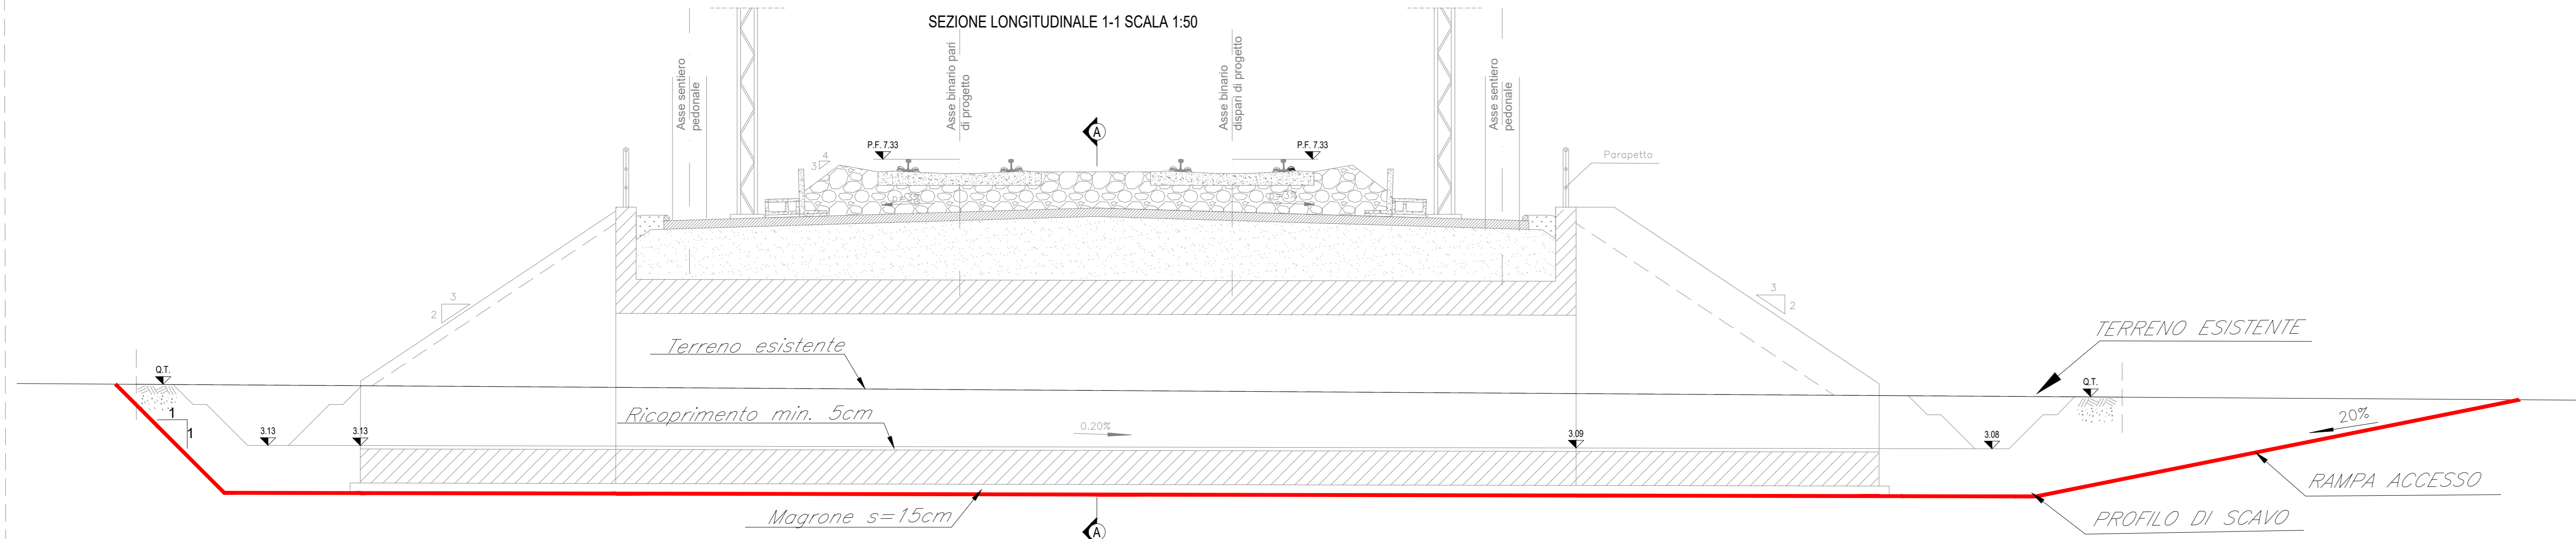 SEZIONE LONGITUDINALE 1-1 SCALA 1:50
Asse sentiero
pedonale
Asse binario pari
di progetto
Asse binario
dispari di progetto
Asse sentiero
pedonale
A
P.F. 7.33
P.F. 7.33
3
4
Parapetto
p=3%
p=3%
3
2
3
2
TERRENO ESISTENTE
Terreno esistente
Q.T.
Q.T.
Ricoprimento min. 5cm
1
1
3.13
3.13
0.20%
3.09
3.08
20%
RAMPA ACCESSO
Magrone s=15cm
PROFILO DI SCAVO
A